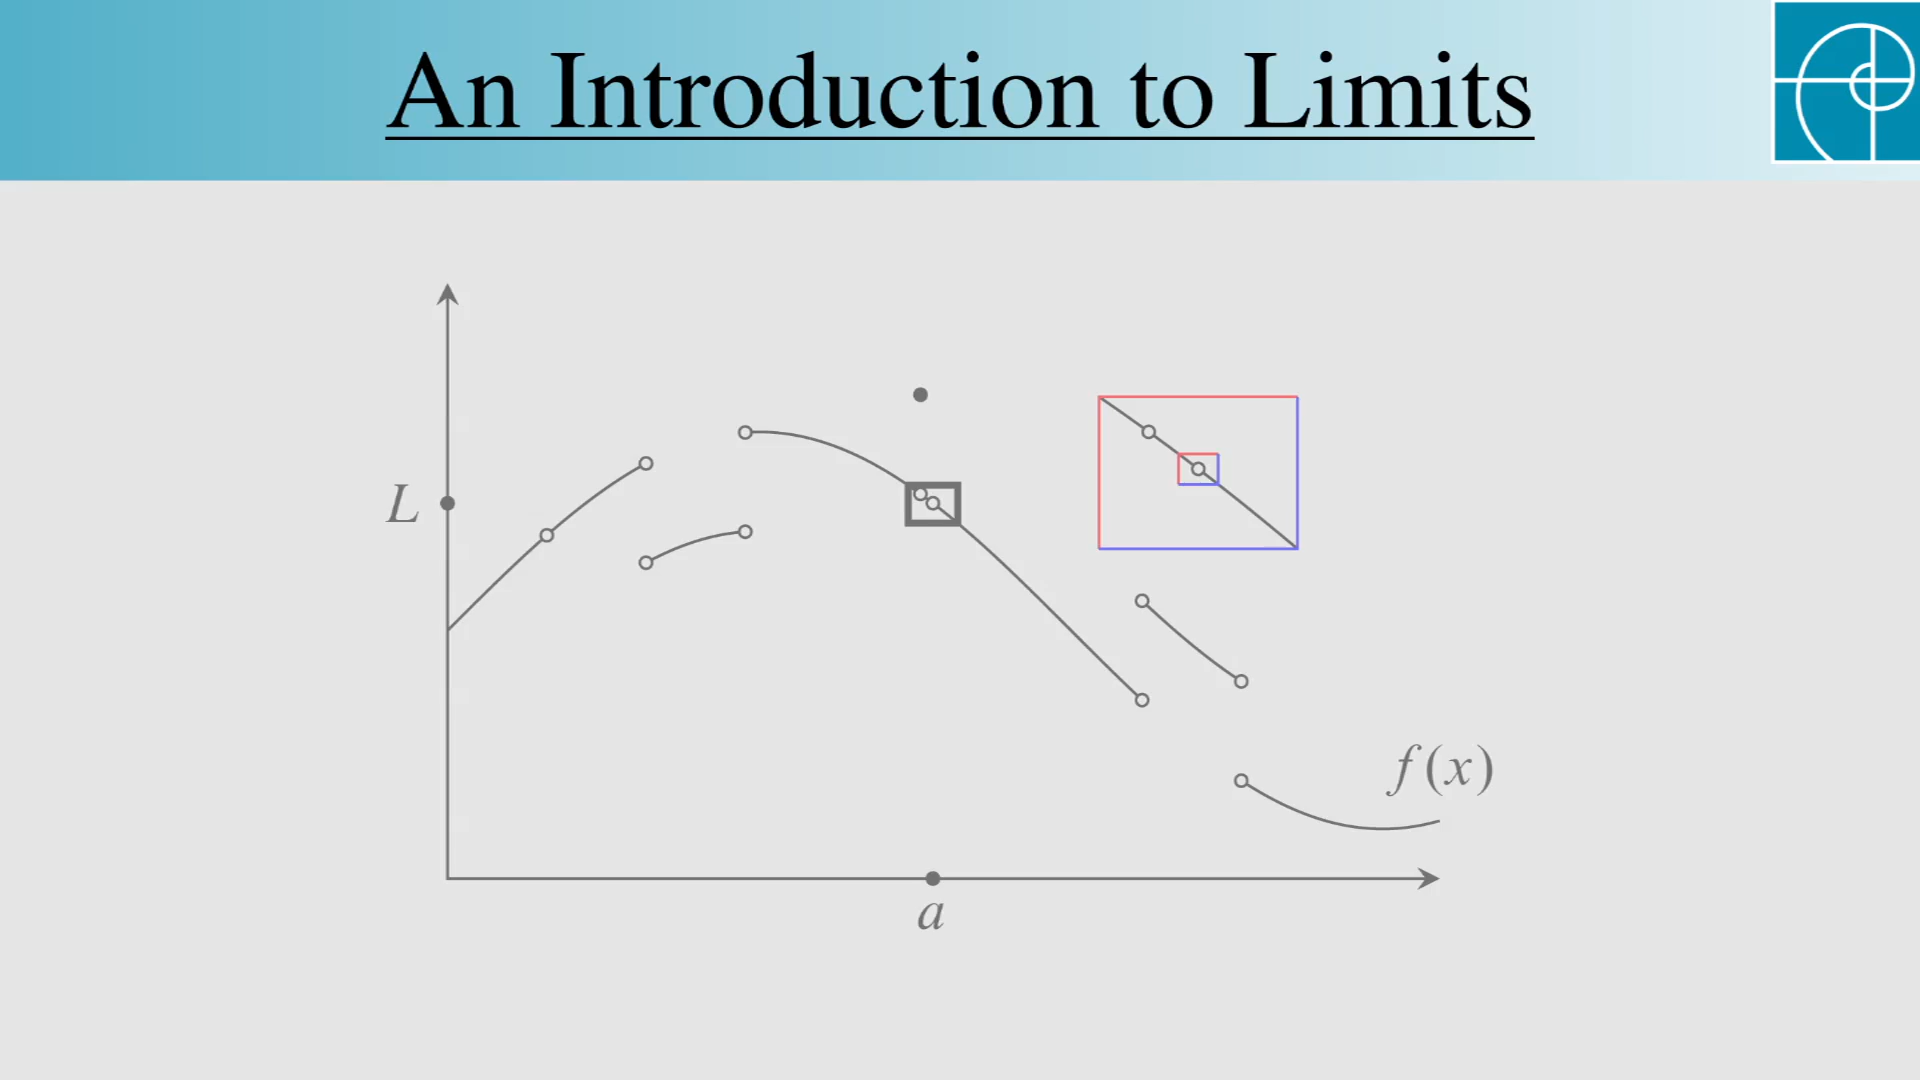 An Introduction to Limits
L
f(x)
a